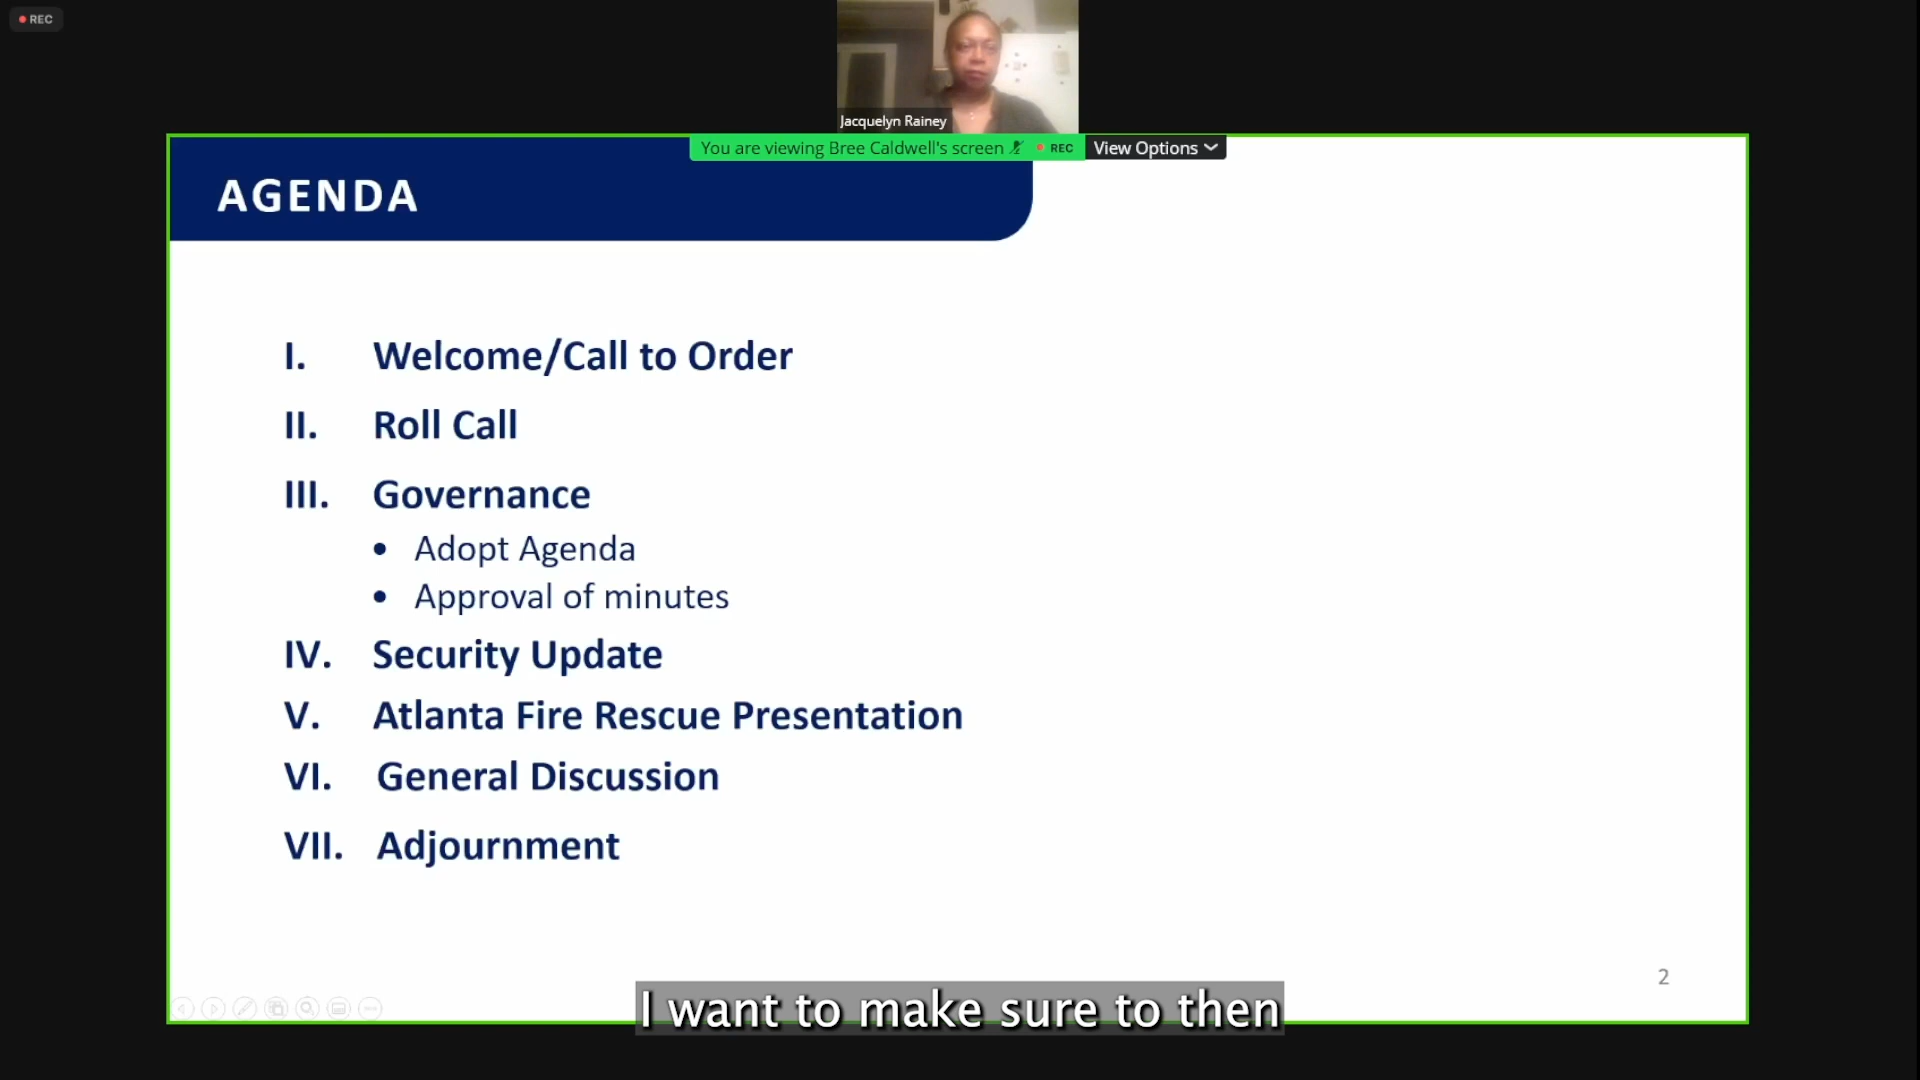 REC
Jacquelyn Rainey
You are viewing Bree Caldwell's screen REC View Options
AGENDA
I. Welcome/Call to Order
II. Roll Call
III. Governance
• Adopt Agenda
• Approval of minutes
IV. Security Update
V. Atlanta Fire Rescue Presentation
VI. General Discussion
VII. Adjournment
2
I want to make sure to then